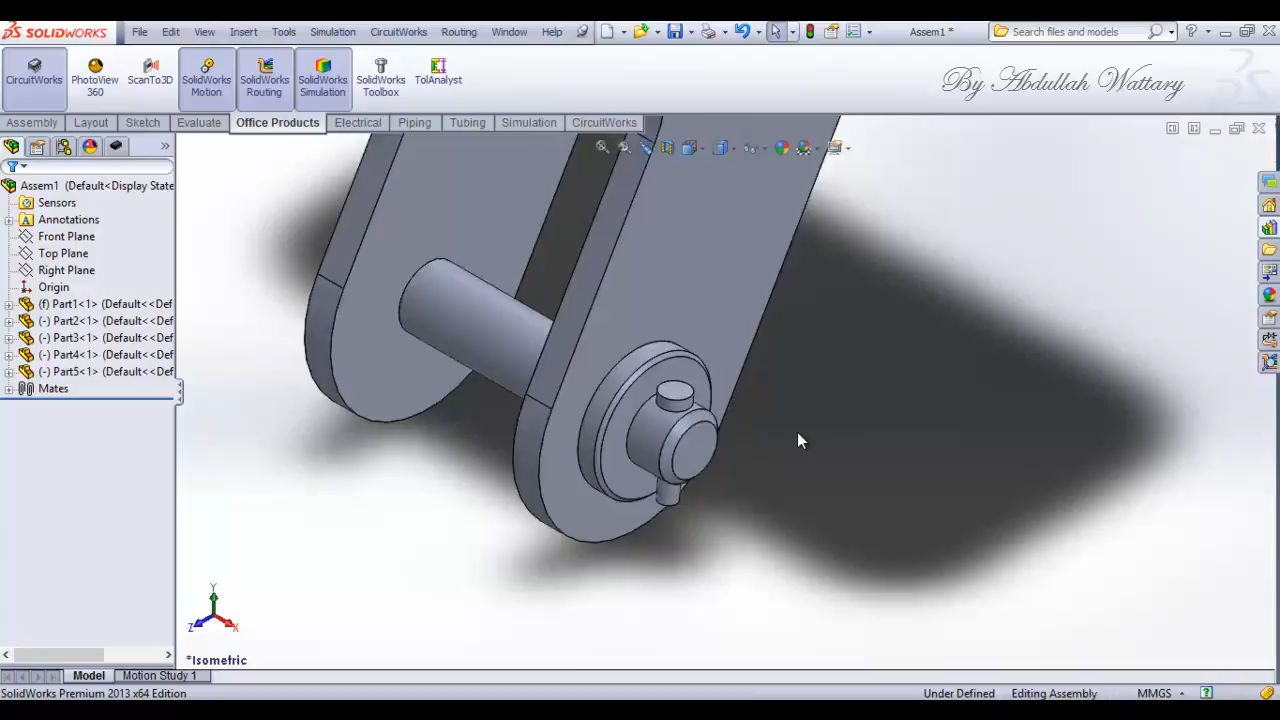 SOLIDWORKS
File Edit View Insert Tools Simulation CircuitWorks Routing Window Help
Assem1 *
Search files and models
CircuitWorks PhotoView 360 ScanTo3D SolidWorks Motion SolidWorks Routing SolidWorks Simulation SolidWorks Toolbox TolAnalyst
By Abdullah Wattary
Assembly Layout Sketch Evaluate Office Products Electrical Piping Tubing Simulation CircuitWorks
Assem1 (Default<Display State
Sensors
Annotations
Front Plane
Top Plane
Right Plane
Origin
(f) Part1<1> (Default<<Def
(-) Part2<1> (Default<<Def
(-) Part3<1> (Default<<Def
(-) Part4<1> (Default<<Def
(-) Part5<1> (Default<<Def
Mates
Y
Z X
*Isometric
Model Motion Study 1
SolidWorks Premium 2013 x64 Edition
Under Defined Editing Assembly MMGS